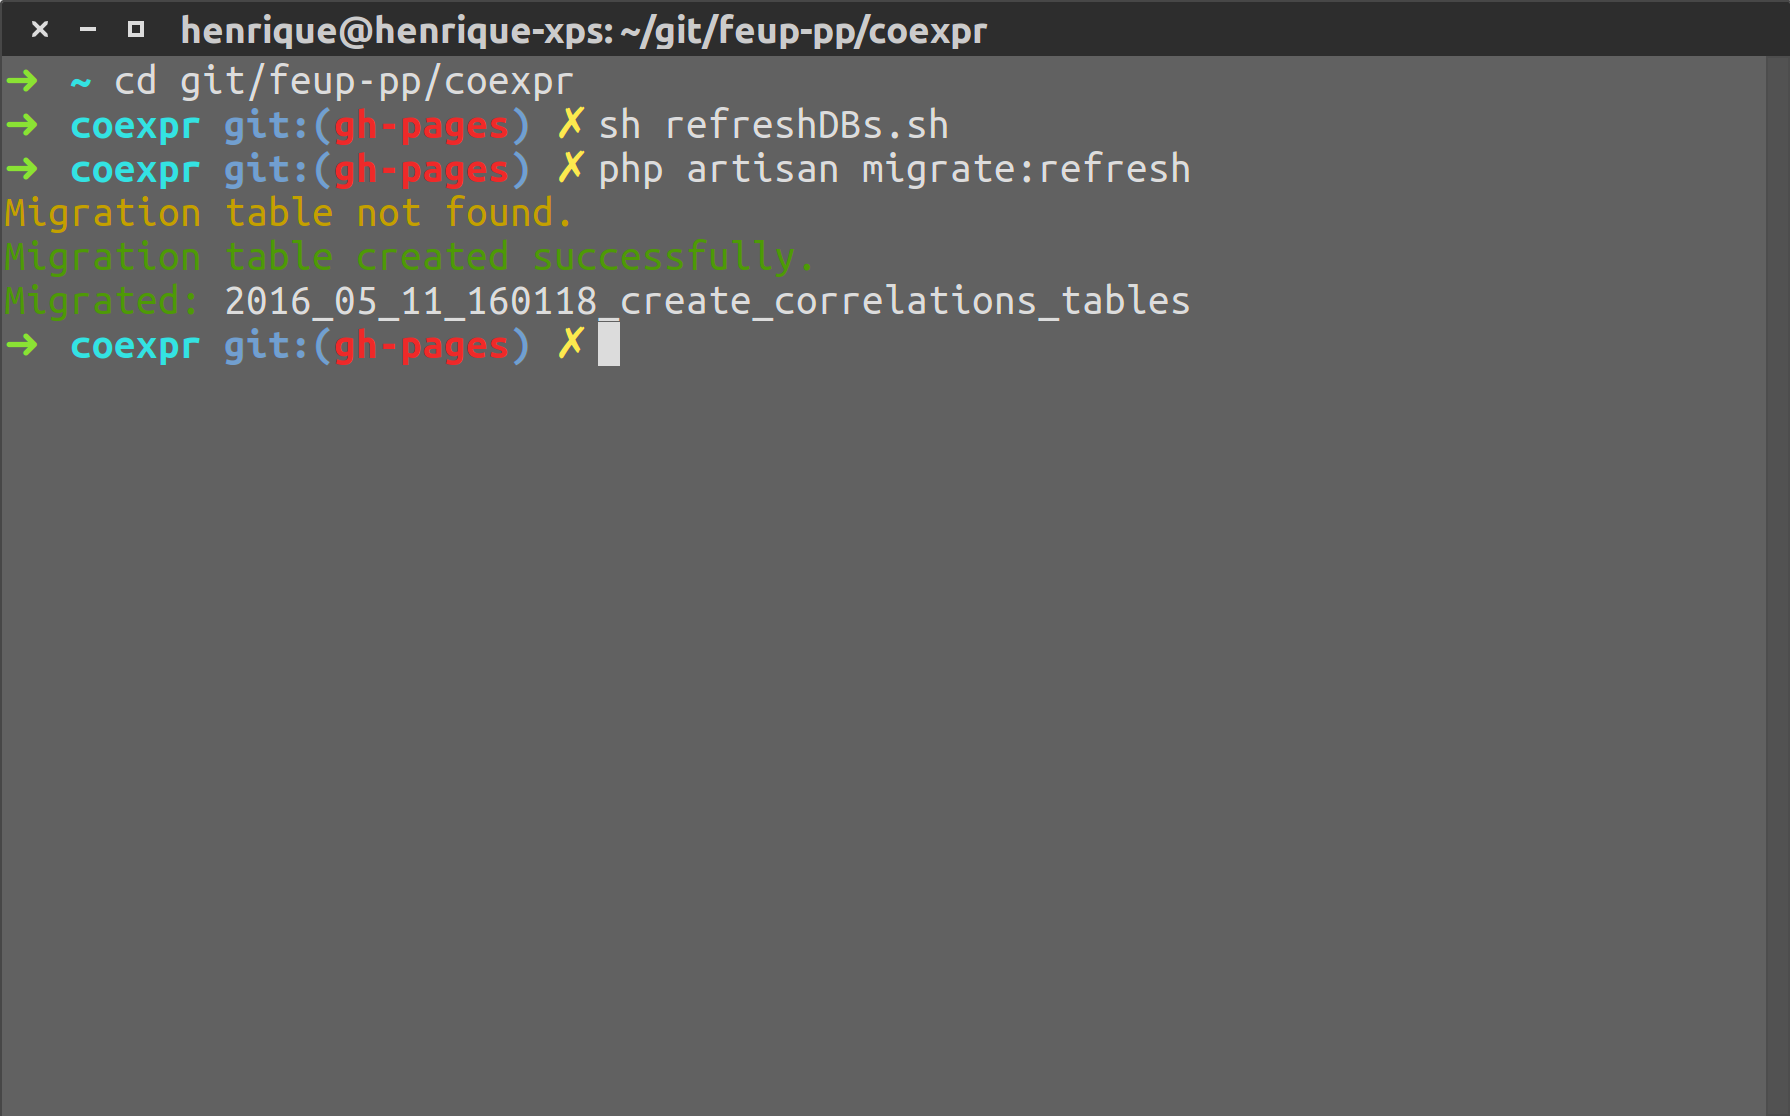 henrique@henrique-xps: ~/git/feup-pp/coexpr
➜ ~ cd git/feup-pp/coexpr
➜ coexpr git:(gh-pages) ✗ sh refreshDBs.sh
➜ coexpr git:(gh-pages) ✗ php artisan migrate:refresh
Migration table not found.
Migration table created successfully.
Migrated: 2016_05_11_160118_create_correlations_tables
➜ coexpr git:(gh-pages) ✗